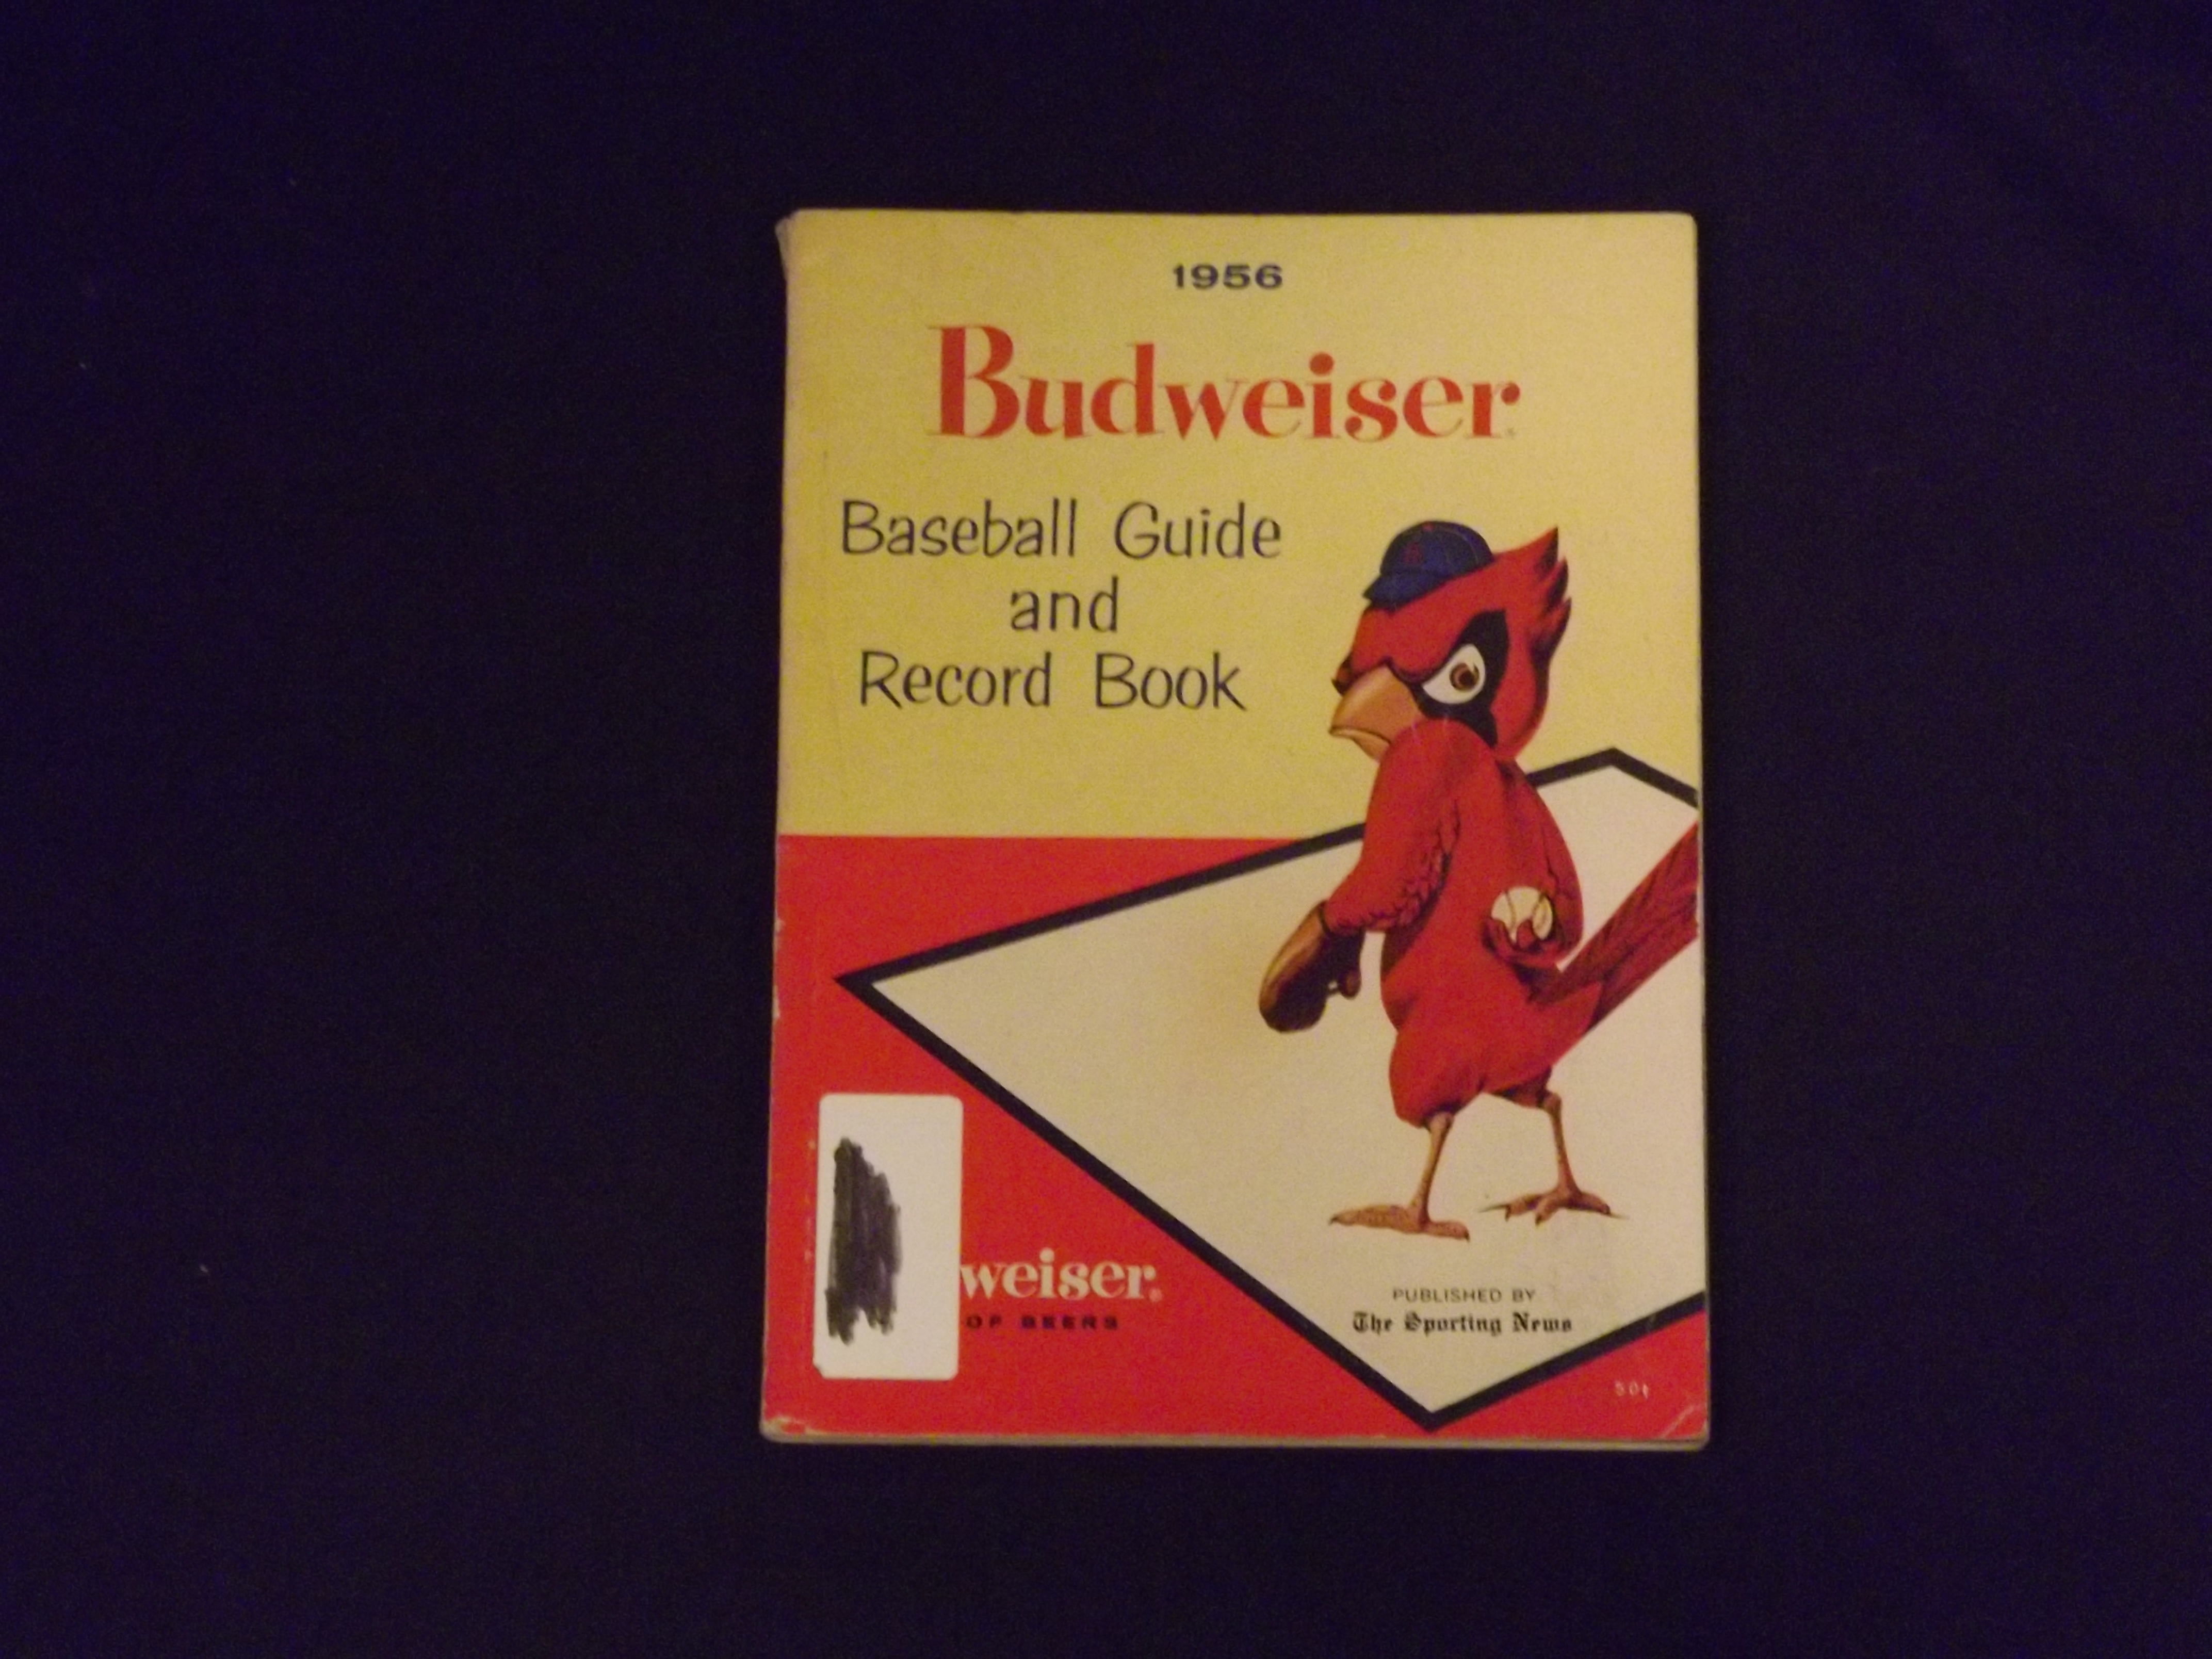 1956
Budweiser
Baseball Guide
and
Record Book
weiser.
OF BEERS
PUBLISHED BY
The Sporting News
50¢